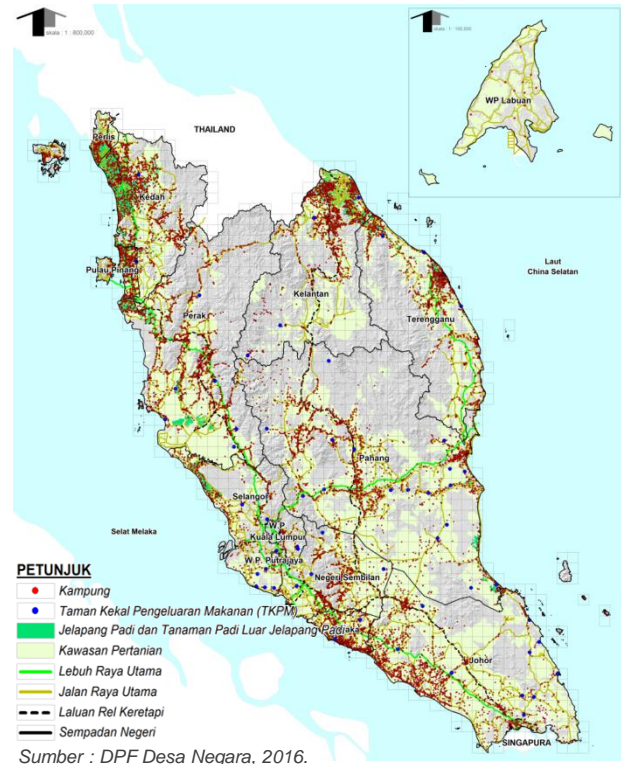 skala : 1 : 800,000
skala : 1 : 100,000
WP Labuan
THAILAND
Perlis
Kedah
Pulau Pinang
Perak
Kelantan
Terengganu
Laut
China Selatan
Pahang
Selangor
W.P
Kuala Lumpur
W.P. Putrajaya
Selat Melaka
Negeri Sembilan
Johor
SINGAPURA
PETUNJUK
Kampung
Taman Kekal Pengeluaran Makanan (TKPM)
Jelapang Padi dan Tanaman Padi Luar Jelapang Padi
Kawasan Pertanian
Lebuh Raya Utama
Jalan Raya Utama
Laluan Rel Keretapi
Sempadan Negeri
Sumber : DPF Desa Negara, 2016.